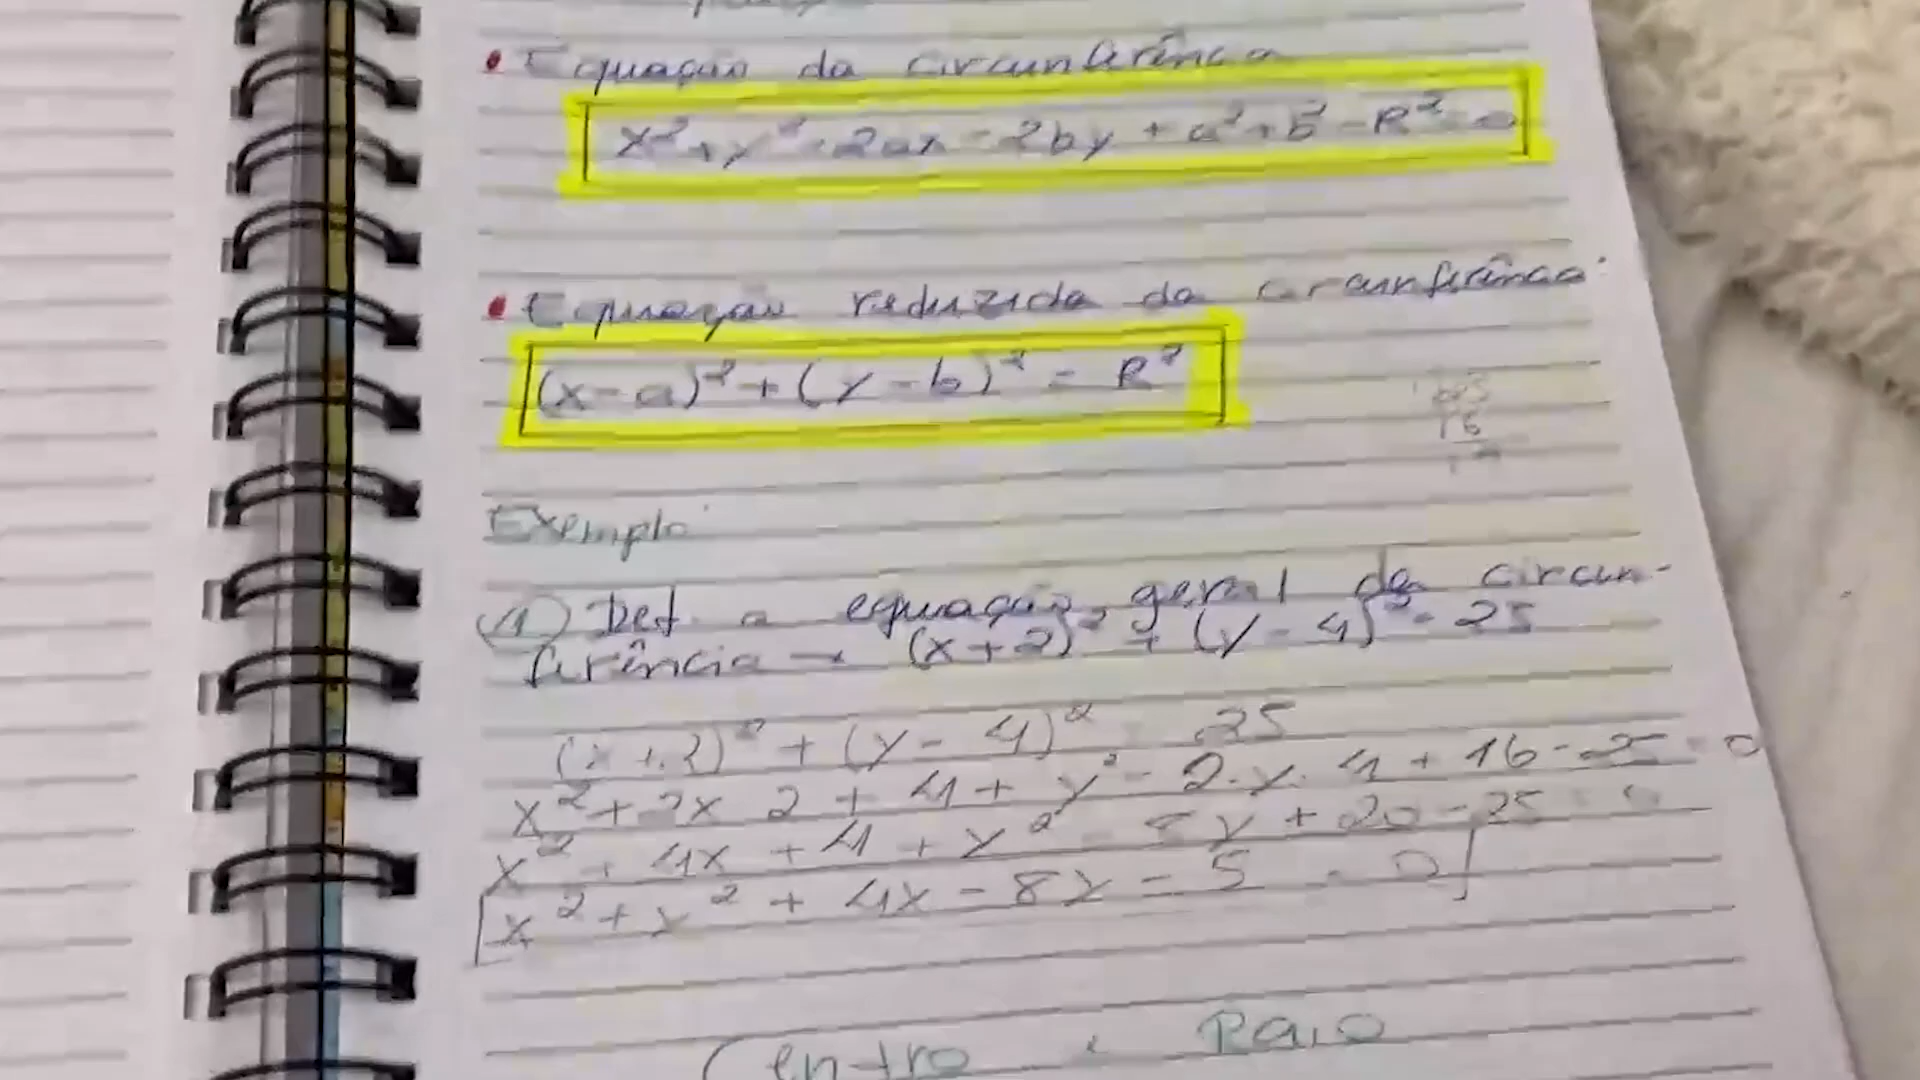 • Equação da circunferência
x² + y² - 2ax - 2by + a² + b² - R² = 0
• Equação reduzida da circunferência:
(x - a)² + (y - b)² = R²
Exemplo:
(1) Det. a equação geral da circun-
ferência → (x + 2)² + (y - 4)² = 25
(x + 2)² + (y - 4)² = 25
x² + 2x 2 + 4 + y² - 2.y.4 + 16 - 25 = 0
x² + 4x + 4 + y² - 8y + 20 - 25 = 0
x² + y² + 4x - 8y - 5 = 0
Centro e Raio